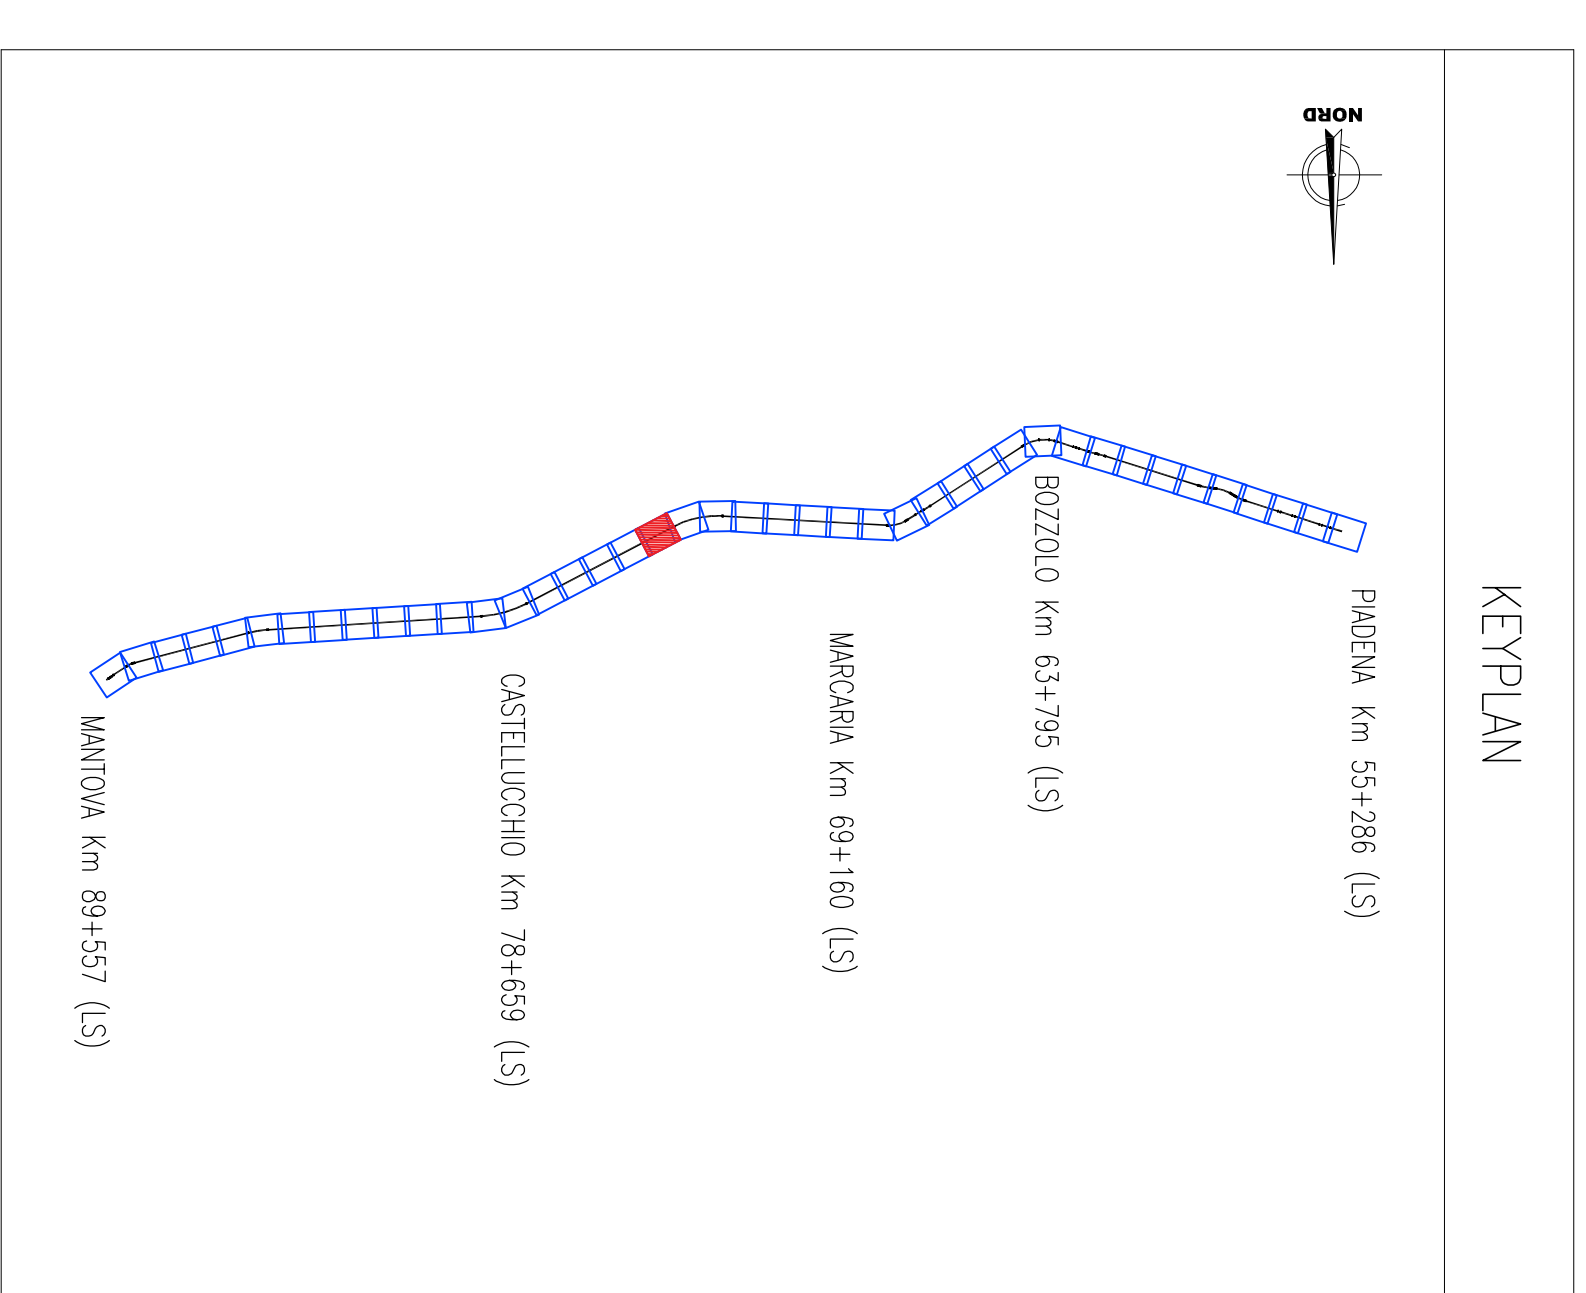 KEYPLAN
NORD
PIADENA Km 55+286 (LS)
BOZZOLO Km 63+795 (LS)
MARCARIA Km 69+160 (LS)
CASTELLUCCHIO Km 78+659 (LS)
MANTOVA Km 89+557 (LS)